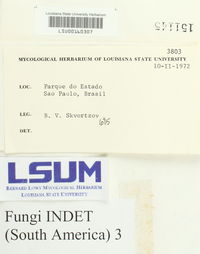 Louisiana State University Herbarium
LSU00140307
151145
3803
MYCOLOGICAL HERBARIUM OF LOUISIANA STATE UNIVERSITY
10-11-1972
LOC. Parque do Estado
Sao Paulo, Brasil
LEG. B. V. Skvortzov
DET.
LSUM
BERNARD LOWY MYCOLOGICAL HERBARIUM
LOUISIANA STATE UNIVERSITY
Fungi INDET
(South America) 3